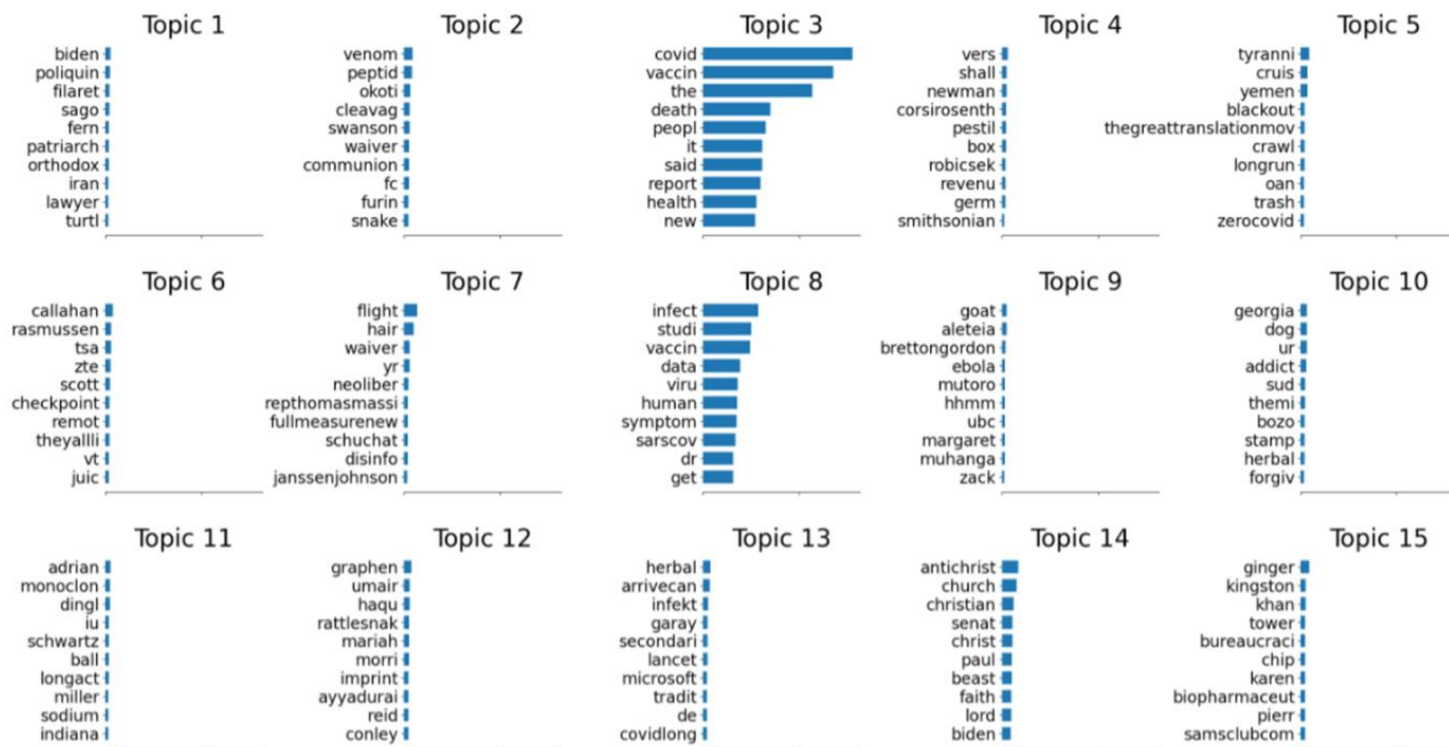 Topic 1
biden
poliquin
filaret
sago
fern
patriarch
orthodox
iran
lawyer
turtl
Topic 2
venom
peptid
okoti
cleavag
swanson
waiver
communion
fc
furin
snake
Topic 3
covid
vaccin
the
death
peopl
it
said
report
health
new
Topic 4
vers
shall
newman
corsirosenth
pestil
box
robicsek
revenu
germ
smithsonian
Topic 5
tyranni
cruis
yemen
blackout
thegreattranslationmov
crawl
longrun
oan
trash
zerocovid
Topic 6
callahan
rasmussen
tsa
zte
scott
checkpoint
remot
theyallli
vt
juic
Topic 7
flight
hair
waiver
yr
neoliber
repthomasmassi
fullmeasurenew
schuchat
disinfo
janssenjohnson
Topic 8
infect
studi
vaccin
data
viru
human
symptom
sarscov
dr
get
Topic 9
goat
aleteia
brettongordon
ebola
mutoro
hhmm
ubc
margaret
muhanga
zack
Topic 10
georgia
dog
ur
addict
sud
themi
bozo
stamp
herbal
forgiv
Topic 11
adrian
monoclon
dingl
iu
schwartz
ball
longact
miller
sodium
indiana
Topic 12
graphen
umair
haqu
rattlesnak
mariah
morri
imprint
ayyadurai
reid
conley
Topic 13
herbal
arrivecan
infekt
garay
secondari
lancet
microsoft
tradit
de
covidlong
Topic 14
antichrist
church
christian
senat
christ
paul
beast
faith
lord
biden
Topic 15
ginger
kingston
khan
tower
bureaucraci
chip
karen
biopharmaceut
pierr
samsclubcom